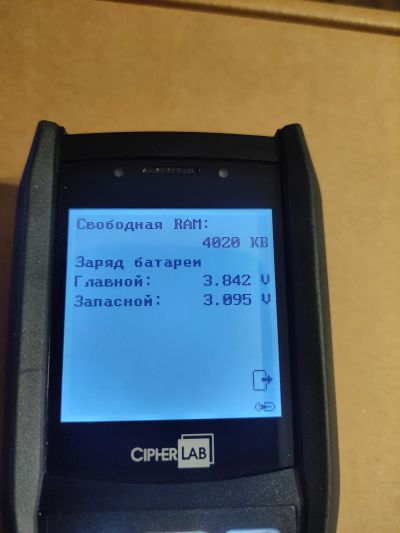 Свободная RAM:
4020 KB
Заряд батареи
Главной: 3.842 V
Запасной: 3.095 V
CIPHERLAB